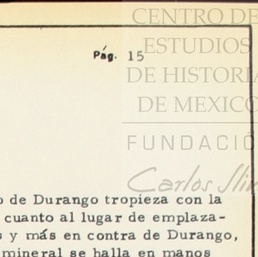 CENTRO DE
ESTUDIOS
DE HISTORIA
DE MEXICO
FUNDACIÓ
Carlos Slim
Pág. 15
o de Durango tropieza con la
cuanto al lugar de emplaza-
s y más en contra de Durango,
mineral se halla en manos